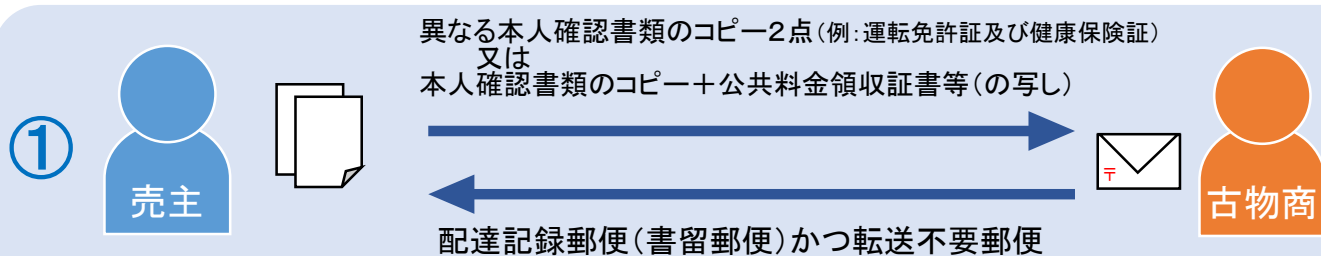 異なる本人確認書類のコピー2点(例:運転免許証及び健康保険証)
又は
本人確認書類のコピー+公共料金領収証書等(の写し)
①
売主
〒
古物商
配達記録郵便(書留郵便)かつ転送不要郵便